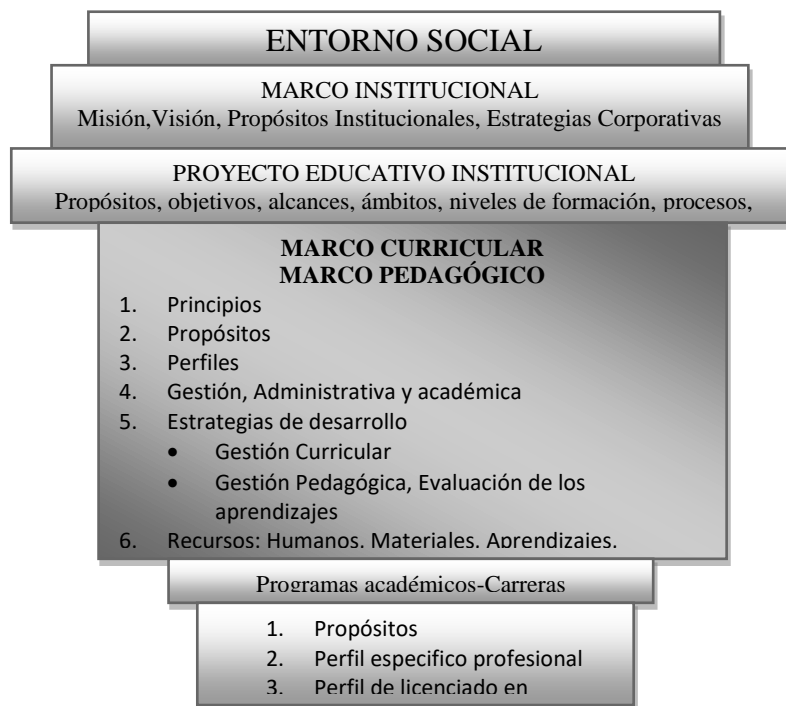 ENTORNO SOCIAL
MARCO INSTITUCIONAL
Misión,Visión, Propósitos Institucionales, Estrategias Corporativas
PROYECTO EDUCATIVO INSTITUCIONAL
Propósitos, objetivos, alcances, ámbitos, niveles de formación, procesos,
MARCO CURRICULAR
MARCO PEDAGÓGICO
1. Principios
2. Propósitos
3. Perfiles
4. Gestión, Administrativa y académica
5. Estrategias de desarrollo
• Gestión Curricular
• Gestión Pedagógica, Evaluación de los
aprendizajes
6. Recursos: Humanos, Materiales, Aprendizajes.
Programas académicos-Carreras
1. Propósitos
2. Perfil especifico profesional
3. Perfil de licenciado en